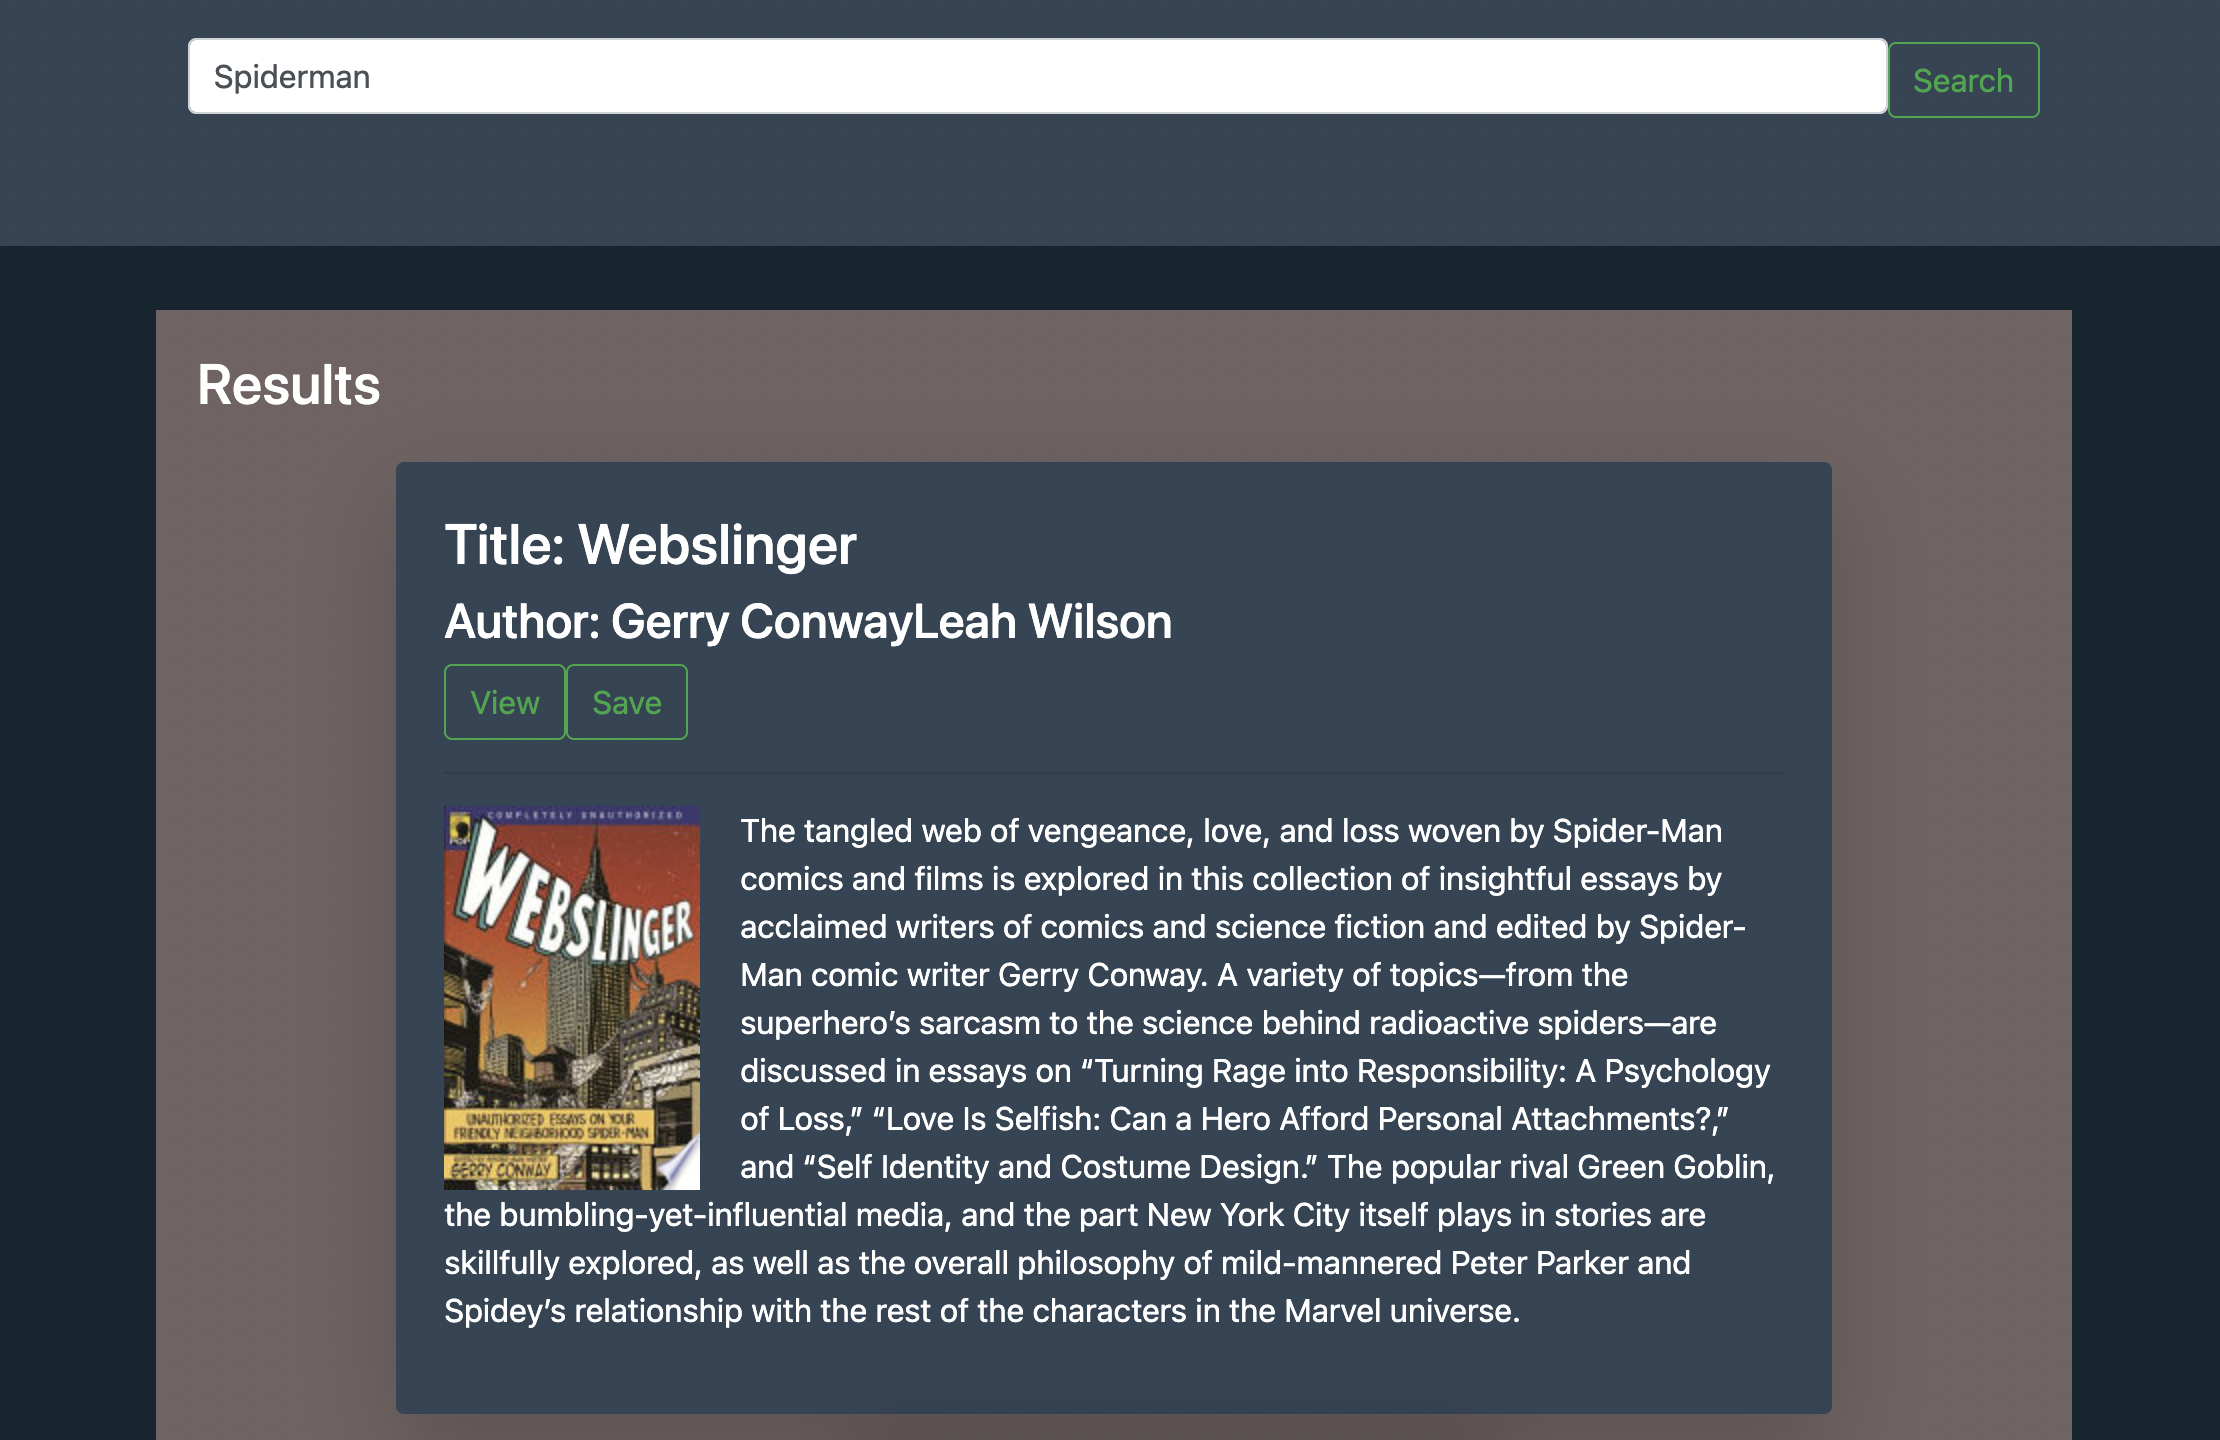 Spiderman
Search
Results
Title: Webslinger
Author: Gerry ConwayLeah Wilson
View
Save
COMPLETELY UNAUTHORIZED
POP
WEBSLINGER
UNAUTHORIZED ESSAYS ON YOUR
FRIENDLY NEIGHBORHOOD SPIDER-MAN
GERRY CONWAY
The tangled web of vengeance, love, and loss woven by Spider-Man
comics and films is explored in this collection of insightful essays by
acclaimed writers of comics and science fiction and edited by Spider-
Man comic writer Gerry Conway. A variety of topics—from the
superhero’s sarcasm to the science behind radioactive spiders—are
discussed in essays on “Turning Rage into Responsibility: A Psychology
of Loss,” “Love Is Selfish: Can a Hero Afford Personal Attachments?,”
and “Self Identity and Costume Design.” The popular rival Green Goblin,
the bumbling-yet-influential media, and the part New York City itself plays in stories are
skillfully explored, as well as the overall philosophy of mild-mannered Peter Parker and
Spidey’s relationship with the rest of the characters in the Marvel universe.